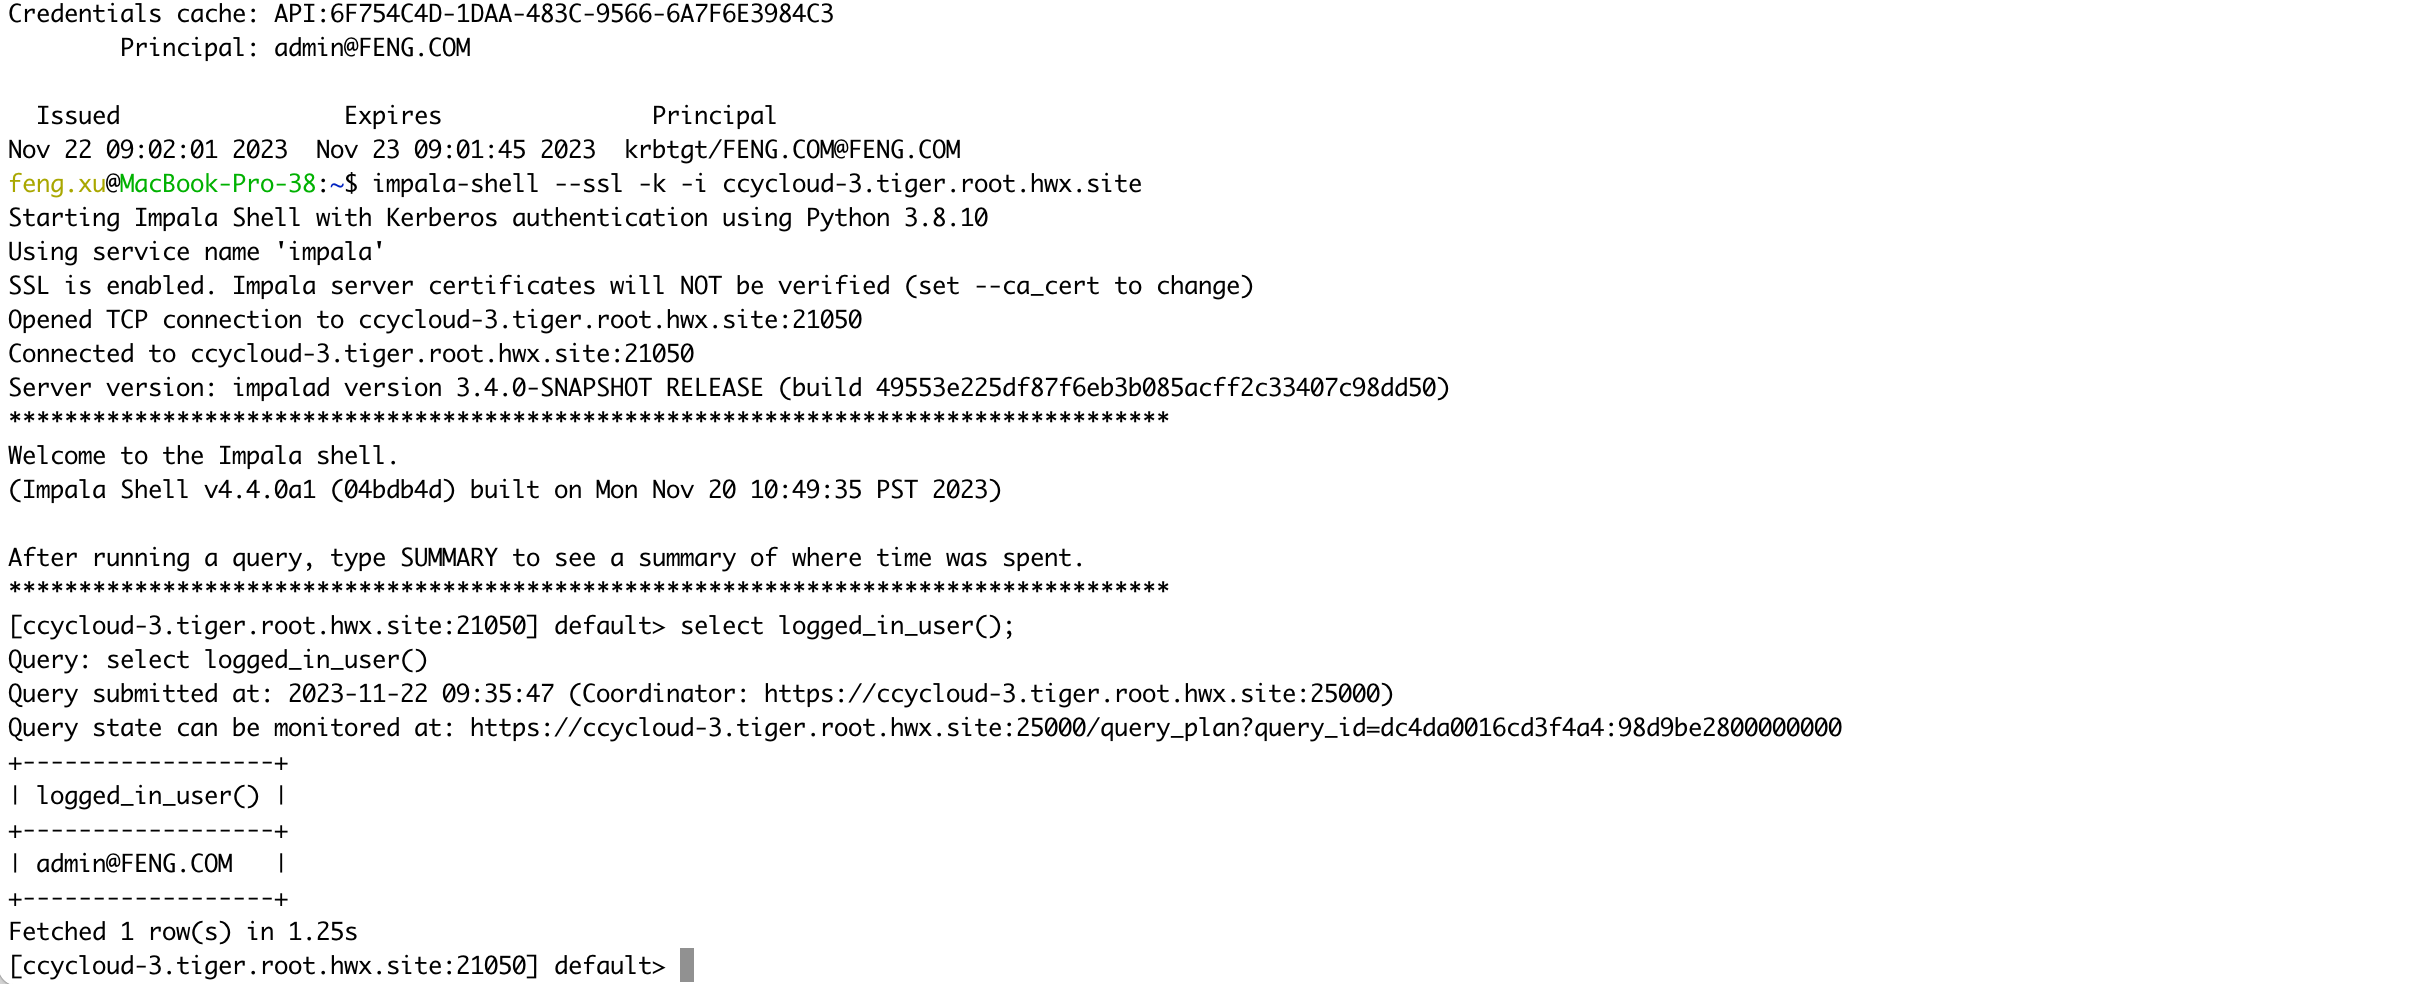 Credentials cache: API:6F754C4D-1DAA-483C-9566-6A7F6E3984C3
        Principal: admin@FENG.COM

  Issued                Expires               Principal
Nov 22 09:02:01 2023  Nov 23 09:01:45 2023  krbtgt/FENG.COM@FENG.COM
feng.xu@MacBook-Pro-38:~$ impala-shell --ssl -k -i ccycloud-3.tiger.root.hwx.site
Starting Impala Shell with Kerberos authentication using Python 3.8.10
Using service name 'impala'
SSL is enabled. Impala server certificates will NOT be verified (set --ca_cert to change)
Opened TCP connection to ccycloud-3.tiger.root.hwx.site:21050
Connected to ccycloud-3.tiger.root.hwx.site:21050
Server version: impalad version 3.4.0-SNAPSHOT RELEASE (build 49553e225df87f6eb3b085acff2c33407c98dd50)
***********************************************************************************
Welcome to the Impala shell.
(Impala Shell v4.4.0a1 (04bdb4d) built on Mon Nov 20 10:49:35 PST 2023)

After running a query, type SUMMARY to see a summary of where time was spent.
***********************************************************************************
[ccycloud-3.tiger.root.hwx.site:21050] default> select logged_in_user();
Query: select logged_in_user()
Query submitted at: 2023-11-22 09:35:47 (Coordinator: https://ccycloud-3.tiger.root.hwx.site:25000)
Query state can be monitored at: https://ccycloud-3.tiger.root.hwx.site:25000/query_plan?query_id=dc4da0016cd3f4a4:98d9be2800000000
+------------------+
| logged_in_user() |
+------------------+
| admin@FENG.COM   |
+------------------+
Fetched 1 row(s) in 1.25s
[ccycloud-3.tiger.root.hwx.site:21050] default>